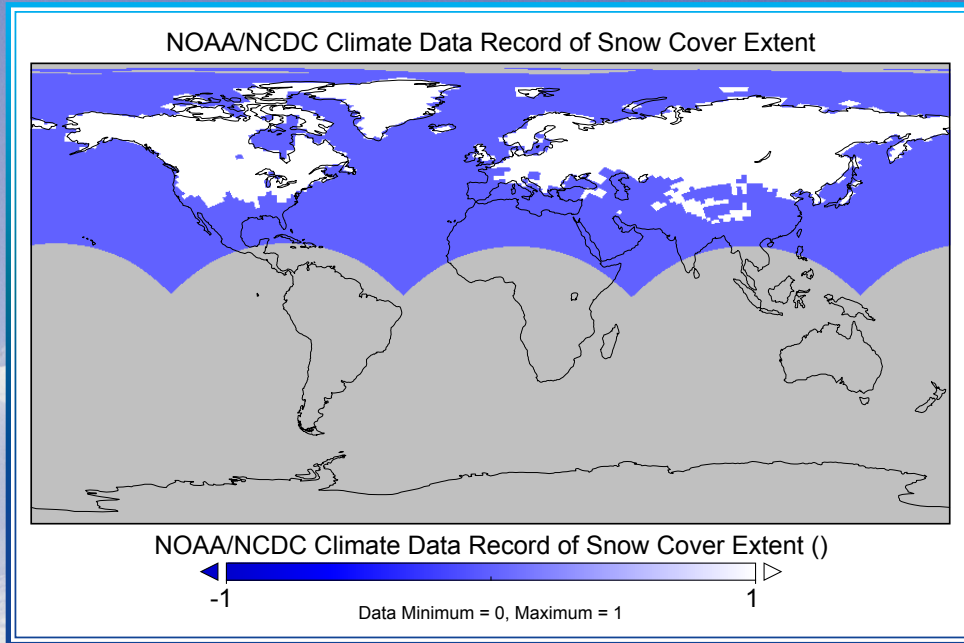 NOAA/NCDC Climate Data Record of Snow Cover Extent
NOAA/NCDC Climate Data Record of Snow Cover Extent ()
-1 1
Data Minimum = 0, Maximum = 1